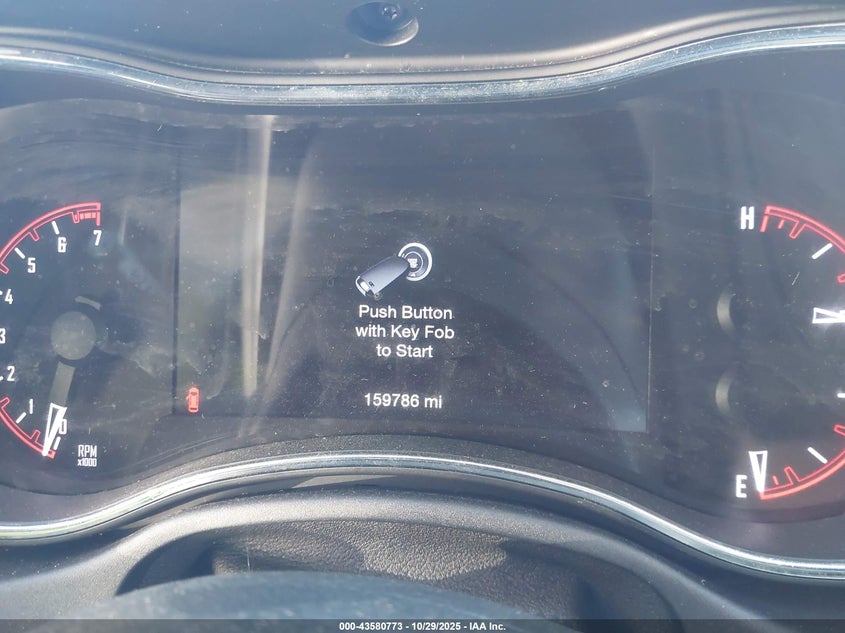 7
6
5
4
3
2
1
0
RPM
x1000
Push Button
with Key Fob
to Start
159786 mi
H
E
000-43580773 - 10/29/2025 - IAA Inc.